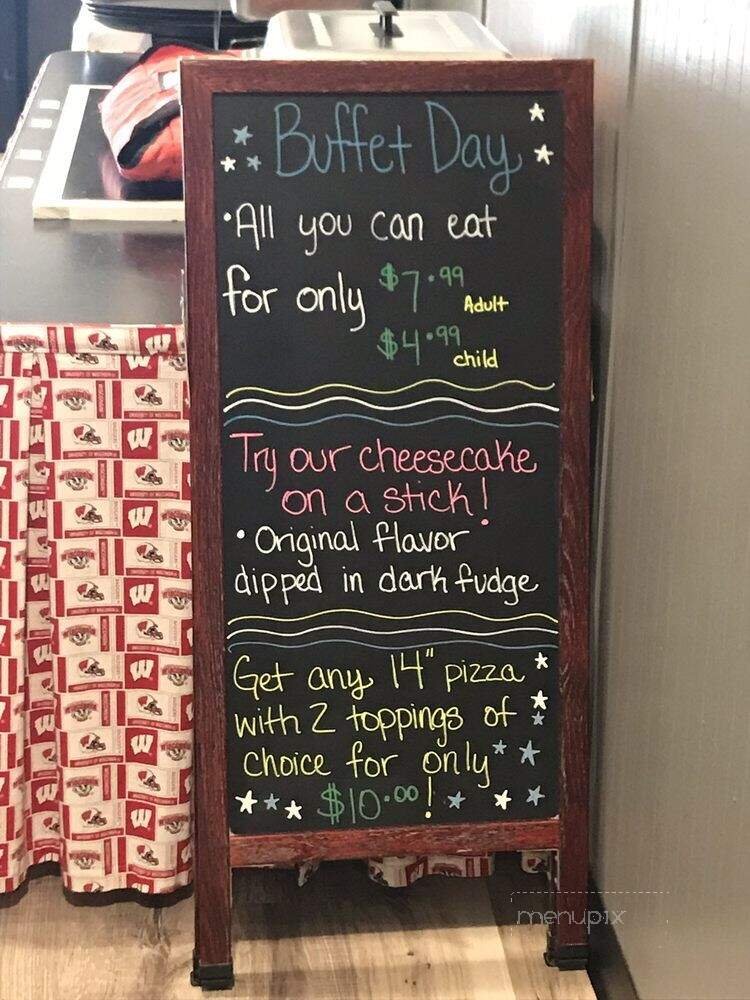 Buffet Day
•All you can eat
for only $7.99
Adult
$4.99
child
Try our cheesecake
on a stick!
• Original flavor
dipped in dark fudge
Get any 14" pizza
with 2 toppings of
choice for only
$10.00!
menupix